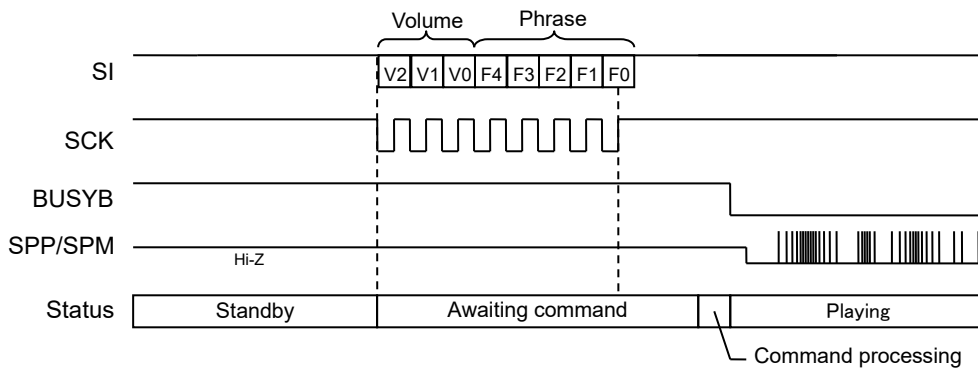 Volume Phrase
SI V2 V1 V0 F4 F3 F2 F1 F0
SCK
BUSYB
SPP/SPM
Hi-Z
Status Standby Awaiting command Playing
Command processing